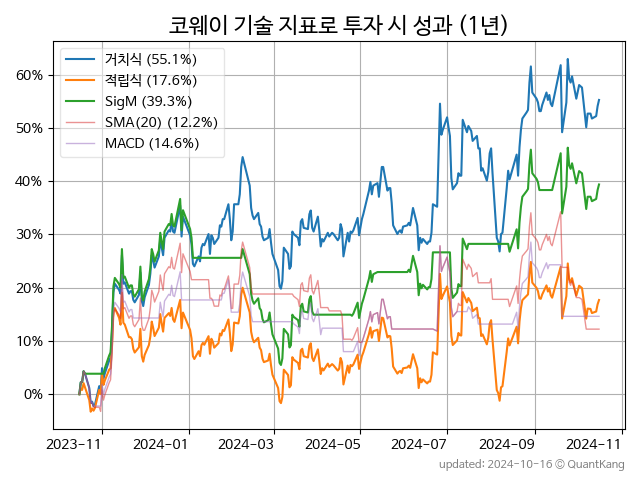 코웨이 기술 지표로 투자 시 성과 (1년)
거치식 (55.1%)
적립식 (17.6%)
SigM (39.3%)
SMA(20) (12.2%)
MACD (14.6%)
60%
50%
40%
30%
20%
10%
0%
2023-11 2024-01 2024-03 2024-05 2024-07 2024-09 2024-11
updated: 2024-10-16 © QuantKang